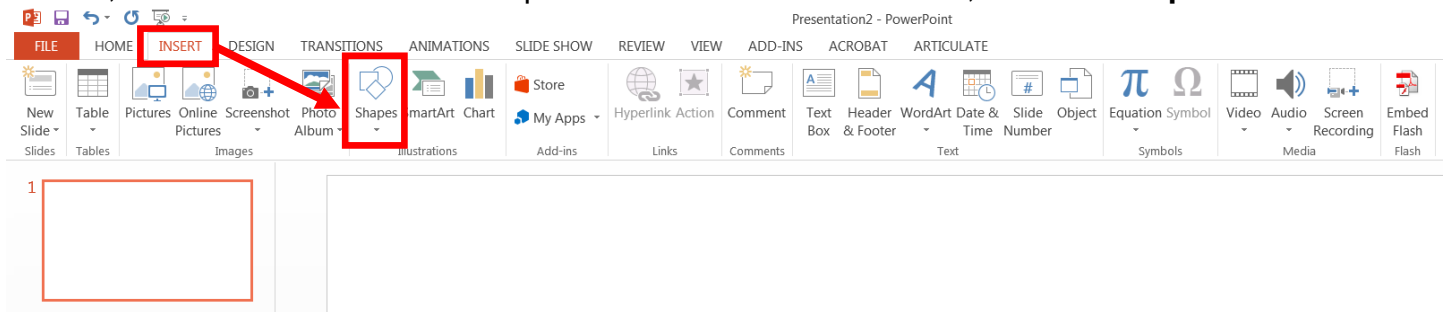 Presentation2 - PowerPoint
FILE HOME INSERT DESIGN TRANSITIONS ANIMATIONS SLIDE SHOW REVIEW VIEW ADD-INS ACROBAT ARTICULATE
New Slide
Table
Pictures
Online Pictures
Screenshot
Photo Album
Shapes
SmartArt
Chart
Store
My Apps
Hyperlink
Action
Comment
Text Box
Header & Footer
WordArt
Date & Time
Slide Number
Object
Equation
Symbol
Video
Audio
Screen Recording
Embed Flash
Slides Tables Images Illustrations Add-ins Links Comments Text Symbols Media Flash
1